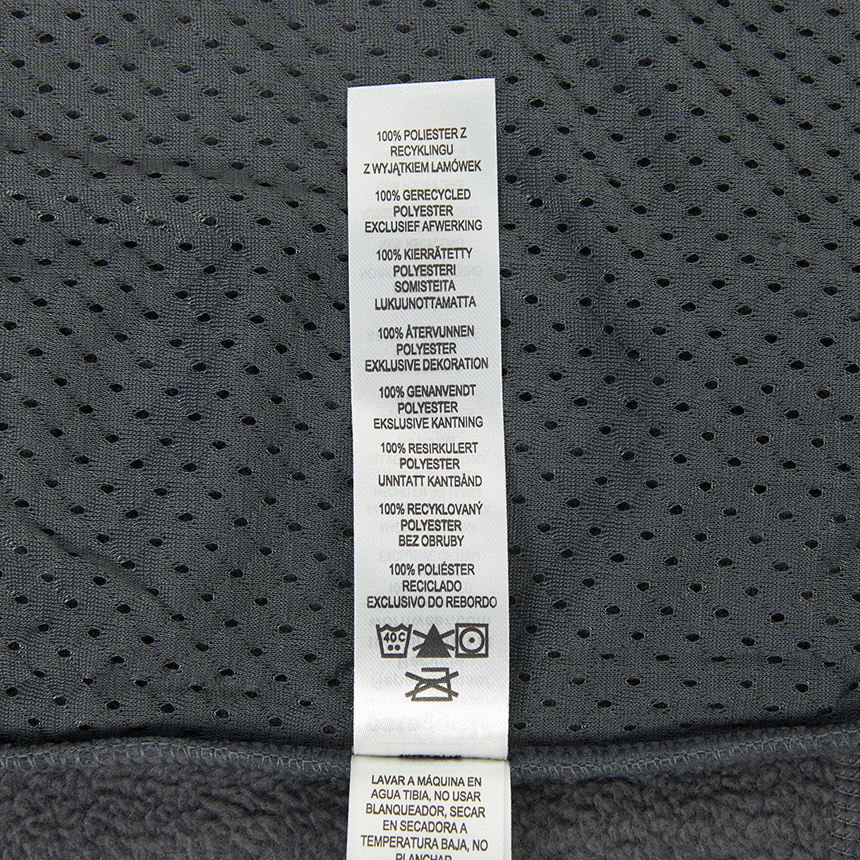 100% POLIESTER Z
RECYKLINGU
Z WYJĄTKIEM LAMÓWEK
100% GERECYCLED
POLYESTER
EXCLUSIEF AFWERKING
100% KIERRÄTETTY
POLYESTERI
SOMISTEITA
LUKUUNOTTAMATTA
100% ÅTERVUNNEN
POLYESTER
EXKLUSIVE DEKORATION
100% GENANVENDT
POLYESTER
EKSLUSIVE KANTNING
100% RESIRKULERT
POLYESTER
UNNTATT KANTBÅND
100% RECYKLOVANÝ
POLYESTER
BEZ OBRUBY
100% POLIÉSTER
RECICLADO
EXCLUSIVO DO REBORDO
40 C
LAVAR A MÁQUINA EN
AGUA TIBIA, NO USAR
BLANQUEADOR, SECAR
EN SECADORA A
TEMPERATURA BAJA, NO
PLANCHAR